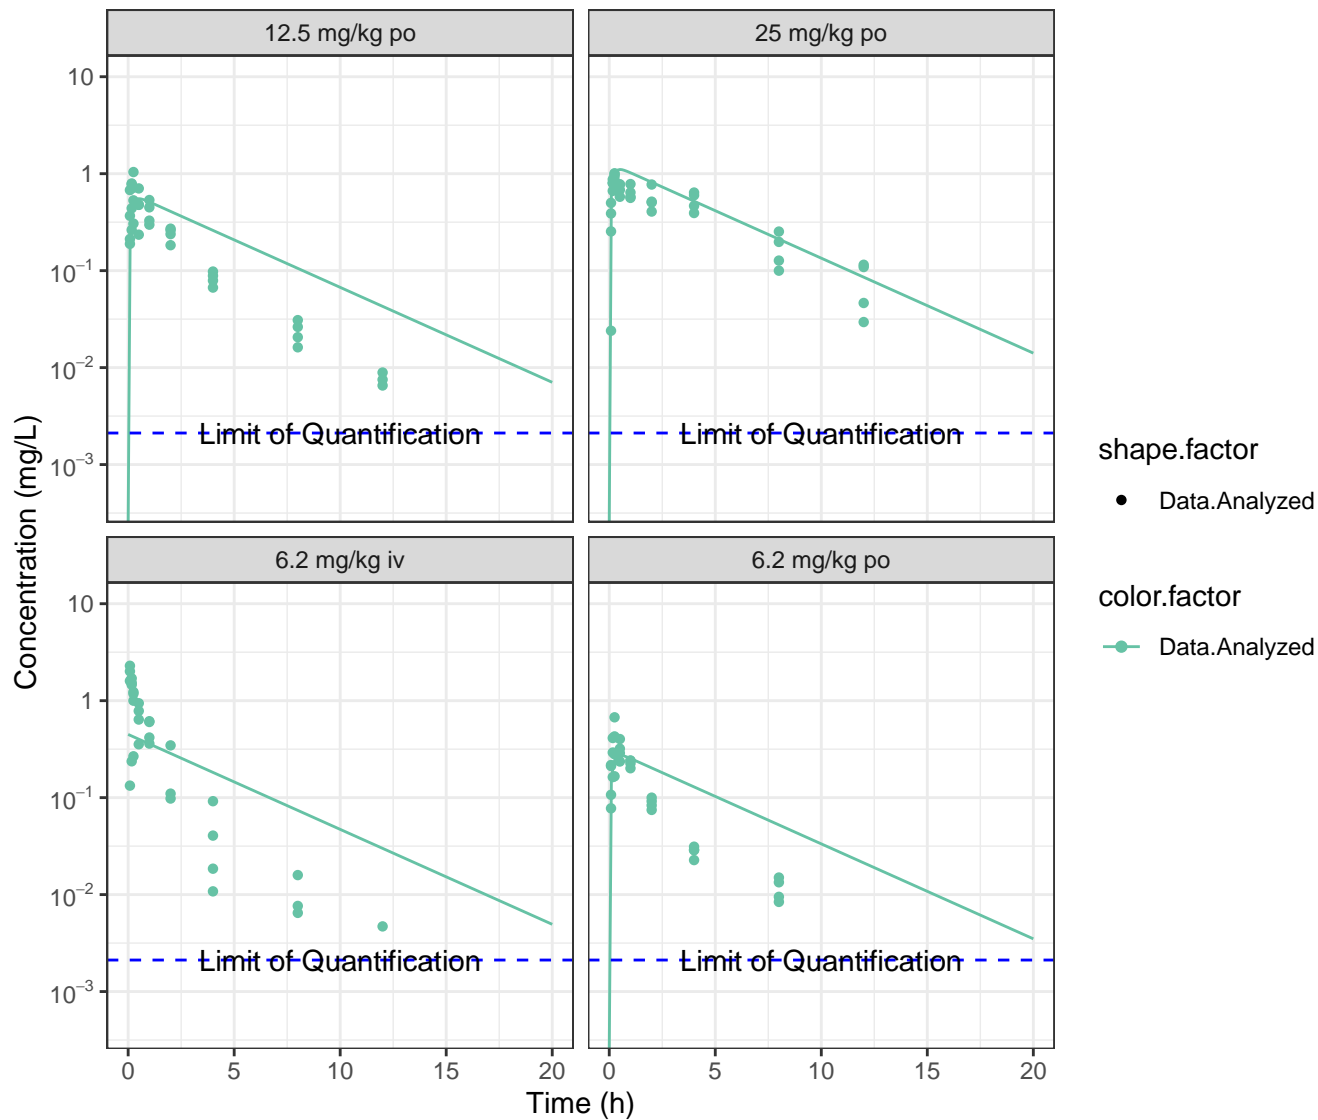 12.5 mg/kg po
25 mg/kg po
10
1
10⁻¹
10⁻²
10⁻³
Limit of Quantification
Limit of Quantification
6.2 mg/kg iv
6.2 mg/kg po
10
1
10⁻¹
10⁻²
10⁻³
Limit of Quantification
Limit of Quantification
0 5 10 15 20
0 5 10 15 20
Time (h)
Concentration (mg/L)
shape.factor
Data.Analyzed
color.factor
Data.Analyzed